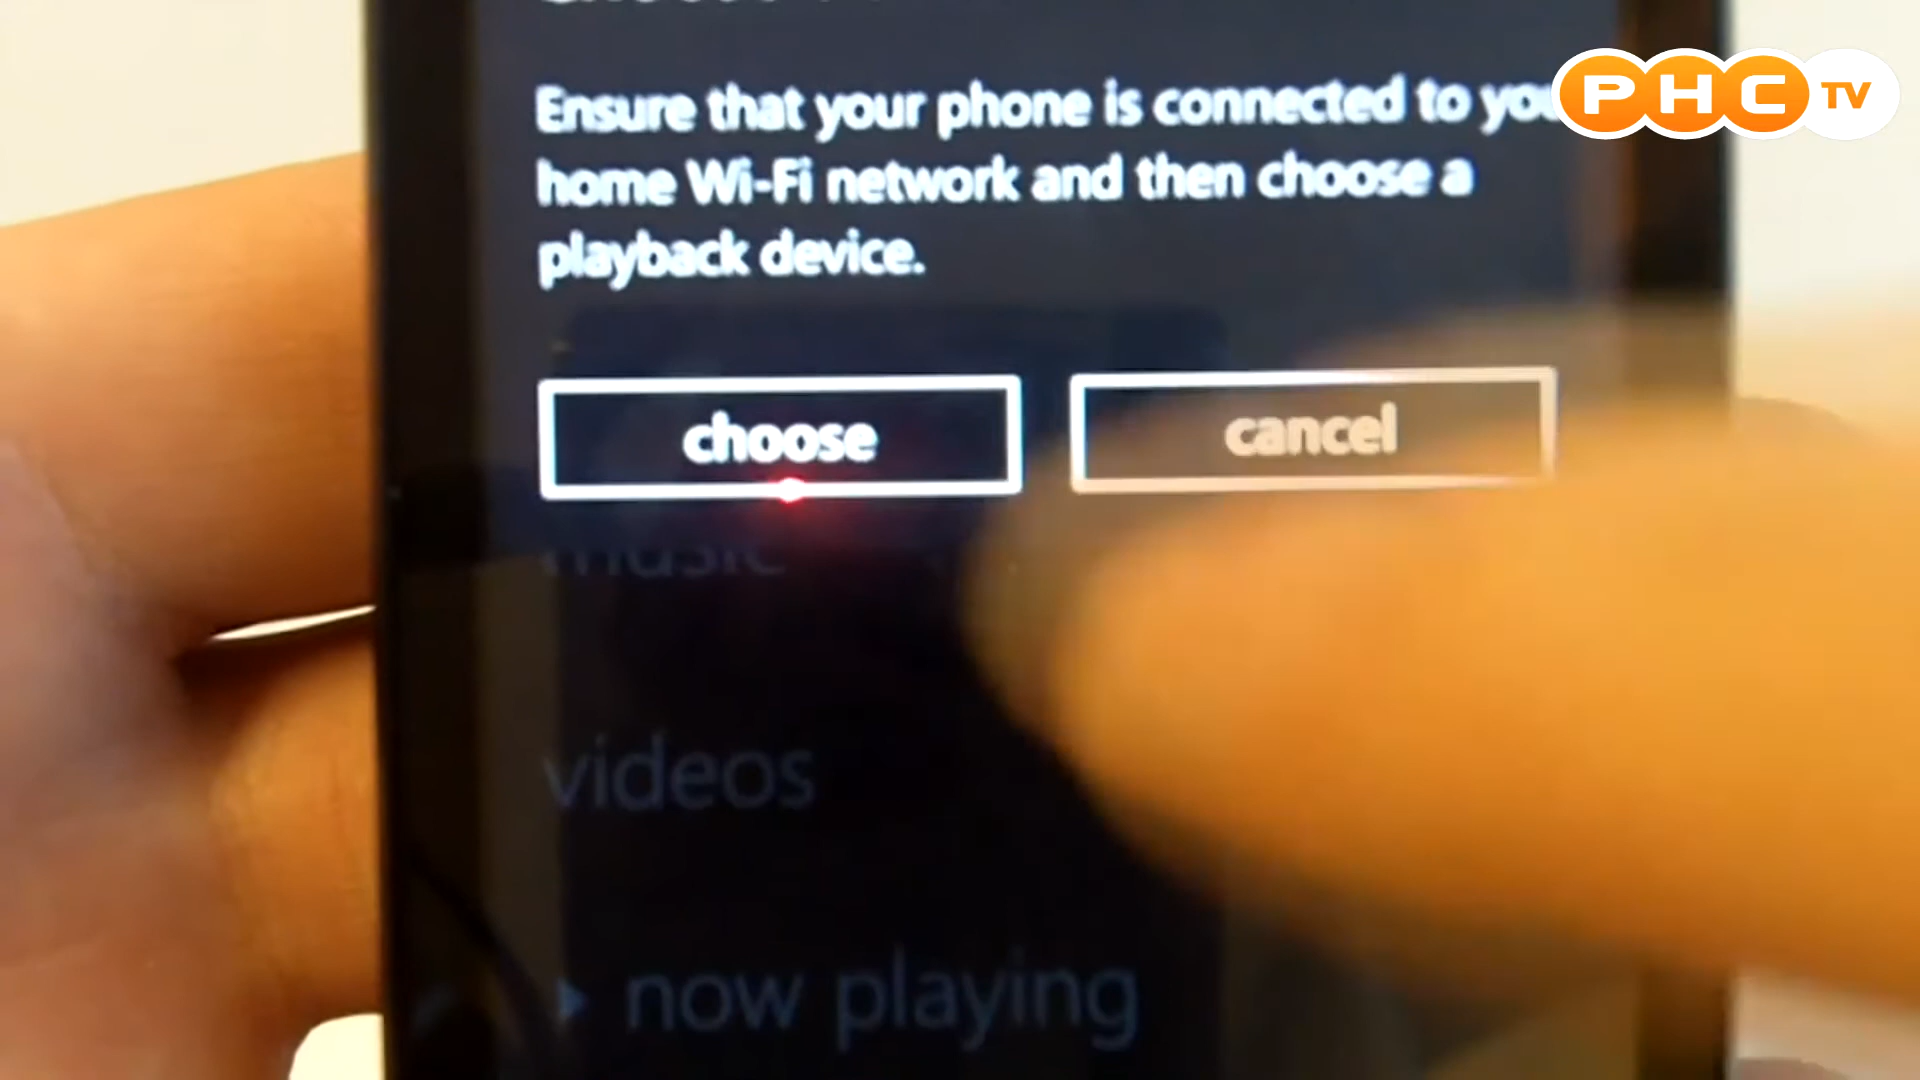 Ensure that your phone is connected to you
home Wi-Fi network and then choose a
playback device.
choose
cancel
music
videos
now playing
PHC TV